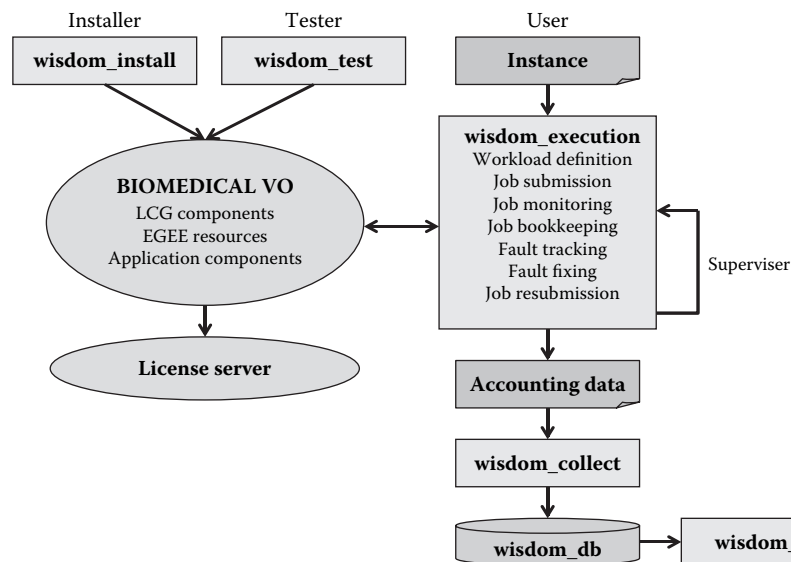 Installer
Tester
User
wisdom_install
wisdom_test
Instance
BIOMEDICAL VO
LCG components
EGEE resources
Application components
wisdom_execution
Workload definition
Job submission
Job monitoring
Job bookkeeping
Fault tracking
Fault fixing
Job resubmission
Superviser
License server
Accounting data
wisdom_collect
wisdom_db
wisdom_